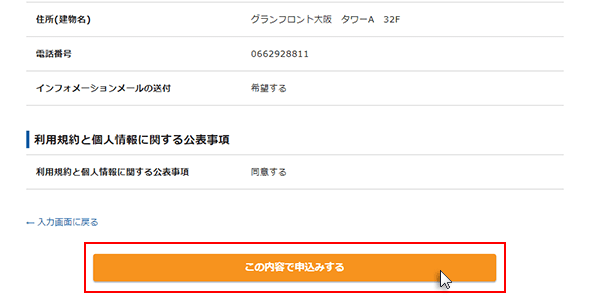 住所(建物名) グランフロント大阪　タワーA　32F
電話番号 0662928811
インフォメーションメールの送付 希望する
利用規約と個人情報に関する公表事項
利用規約と個人情報に関する公表事項 同意する
← 入力画面に戻る
この内容で申込みする